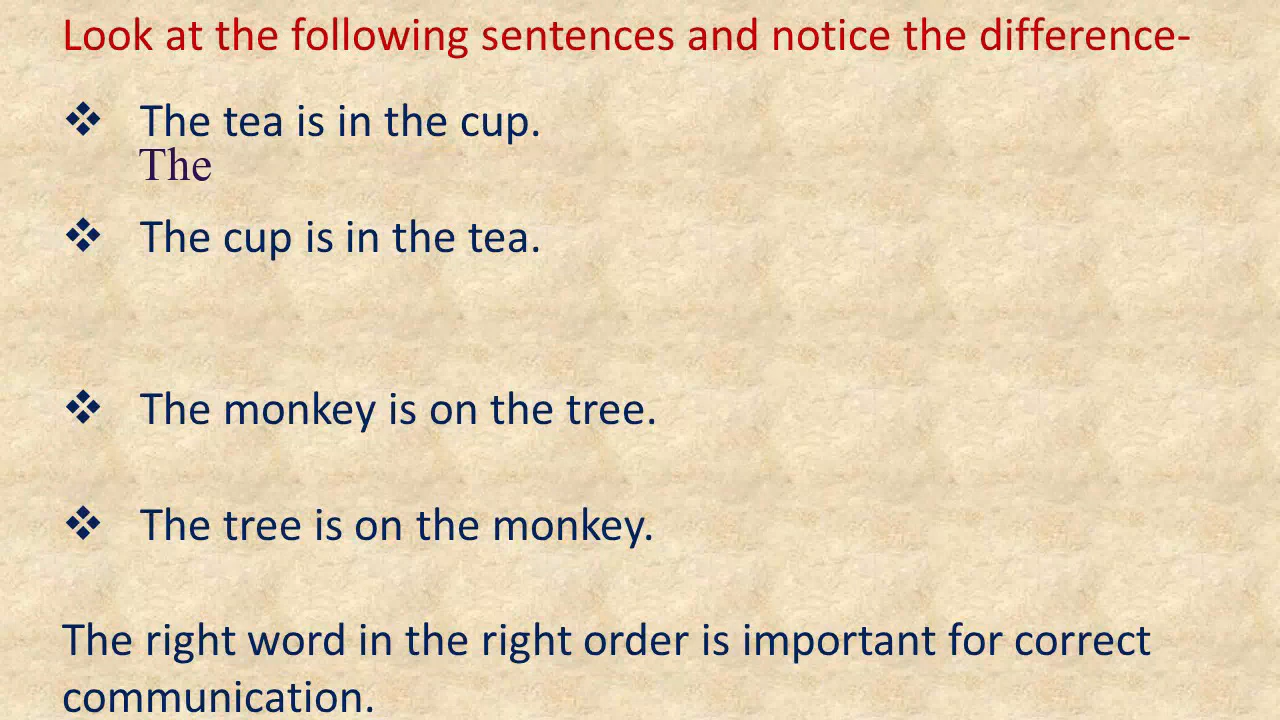 Look at the following sentences and notice the difference-
❖ The tea is in the cup.
The
❖ The cup is in the tea.
❖ The monkey is on the tree.
❖ The tree is on the monkey.
The right word in the right order is important for correct
communication.